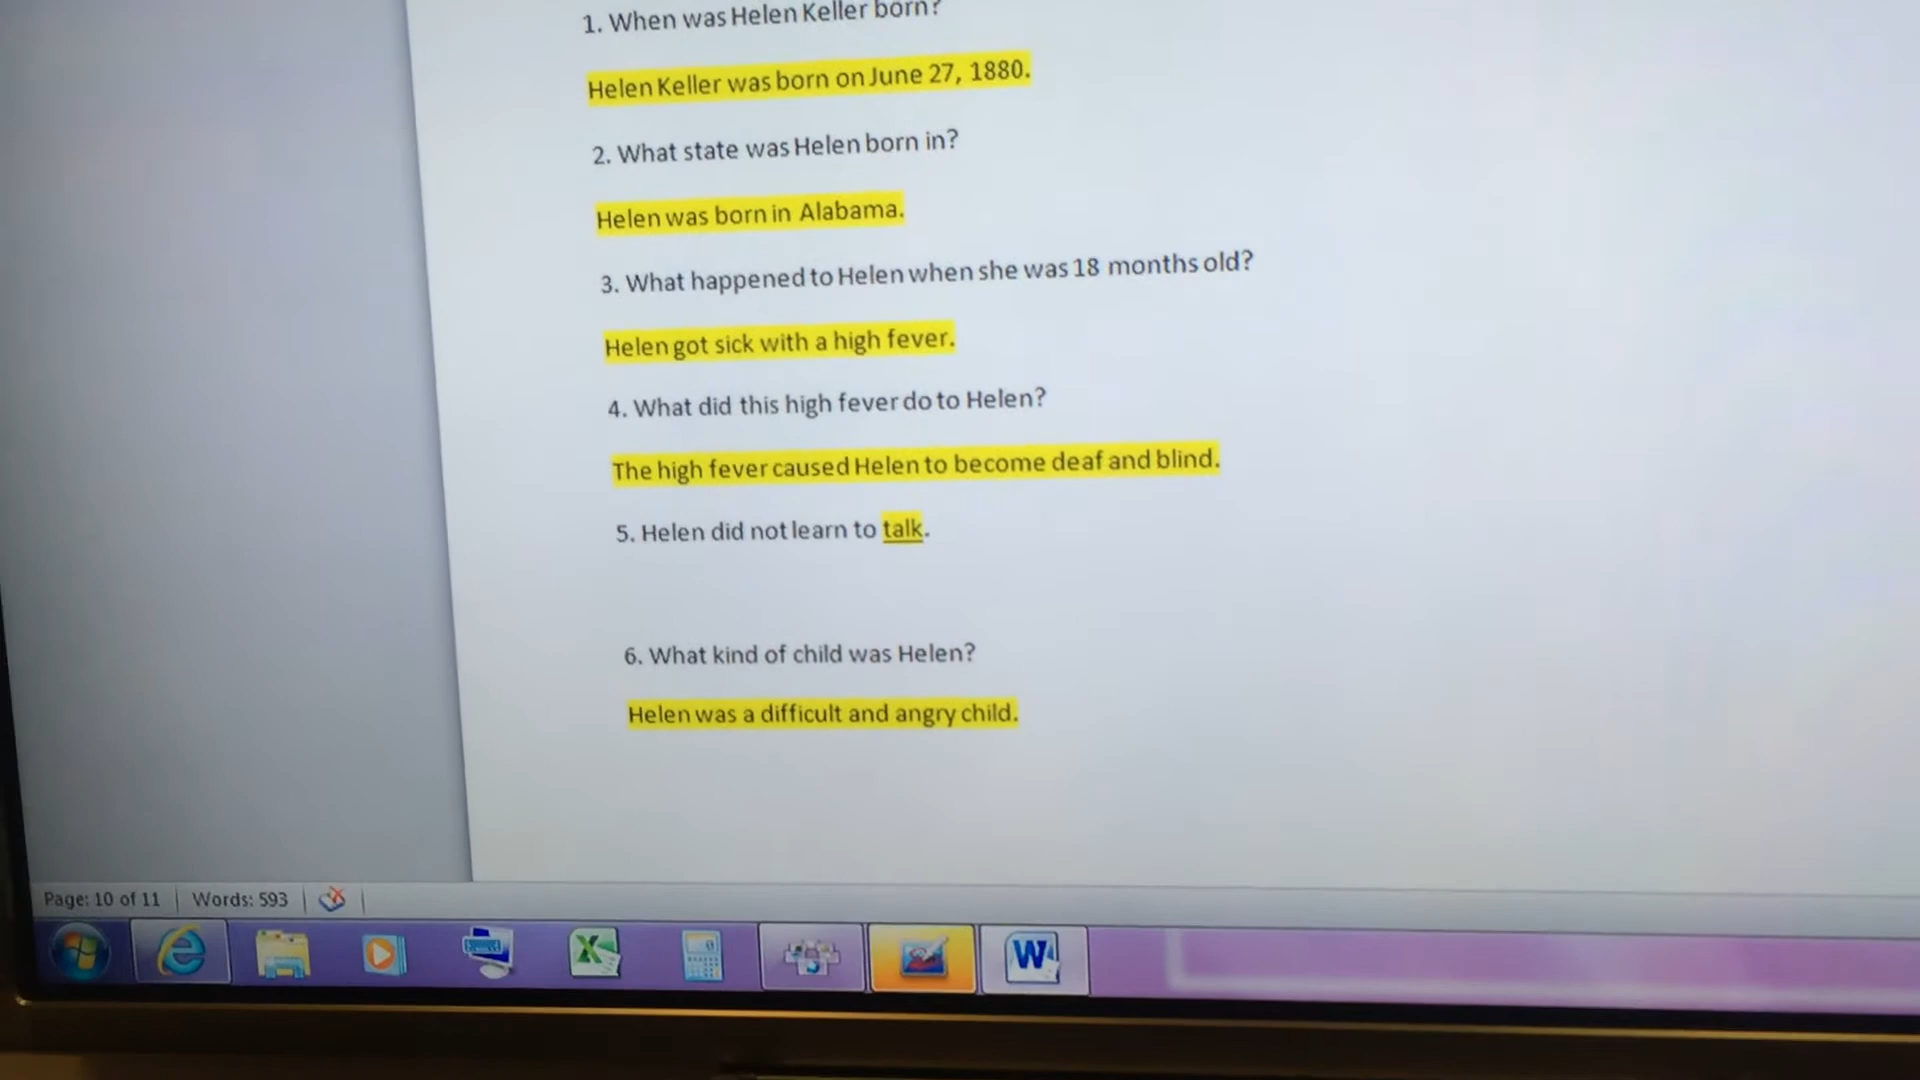 1. When was Helen Keller born?
Helen Keller was born on June 27, 1880.
2. What state was Helen born in?
Helen was born in Alabama.
3. What happened to Helen when she was 18 months old?
Helen got sick with a high fever.
4. What did this high fever do to Helen?
The high fever caused Helen to become deaf and blind.
5. Helen did not learn to talk.
6. What kind of child was Helen?
Helen was a difficult and angry child.
Page: 10 of 11 Words: 593